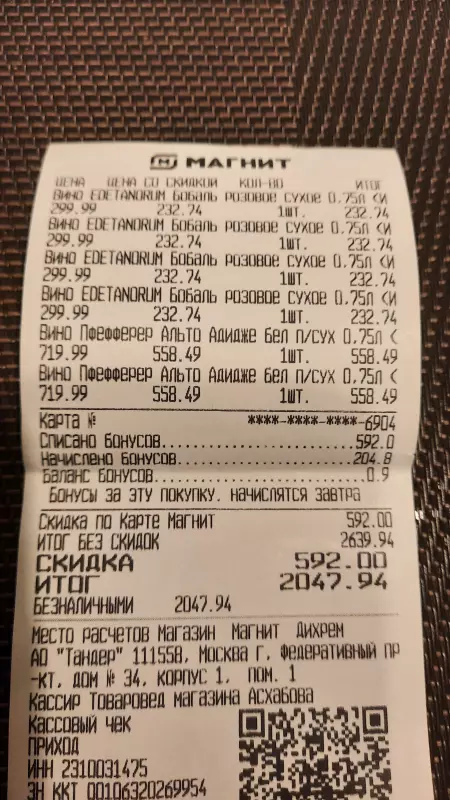 МАГНИТ
ЦЕНА ЦЕНА СО СКИДКОЙ КОЛ-ВО ИТОГ
Вино EDETANORUM Бобаль розовое сухое 0,75л (И
299.99 232.74 1шт. 232.74
Вино EDETANORUM Бобаль розовое сухое 0,75л (И
299.99 232.74 1шт. 232.74
Вино EDETANORUM Бобаль розовое сухое 0,75л (И
299.99 232.74 1шт. 232.74
Вино EDETANORUM Бобаль розовое сухое 0,75л (И
299.99 232.74 1шт. 232.74
Вино Пфефферер Альто Адидже бел п/сух 0,75л (
719.99 558.49 1шт. 558.49
Вино Пфефферер Альто Адидже бел п/сух 0,75л (
719.99 558.49 1шт. 558.49
Карта № ****-****-****-6904
Списано бонусов..................592.0
Начислено бонусов................204.8
Баланс бонусов.....................0.9
Бонусы за эту покупку. начислятся завтра
Скидка по Карте Магнит 592.00
ИТОГ БЕЗ СКИДОК 2639.94
СКИДКА 592.00
ИТОГ 2047.94
БЕЗНАЛИЧНЫМИ 2047.94
Место расчетов Магазин Магнит Дихрем
АО "Тандер" 111558, Москва г, Федеративный пр
-кт, дом № 34, корпус 1, пом. 1
Кассир Товаровед магазина Асхабова
Кассовый чек
ПРИХОД
ИНН 2310031475
ЗН ККТ 00106320269954